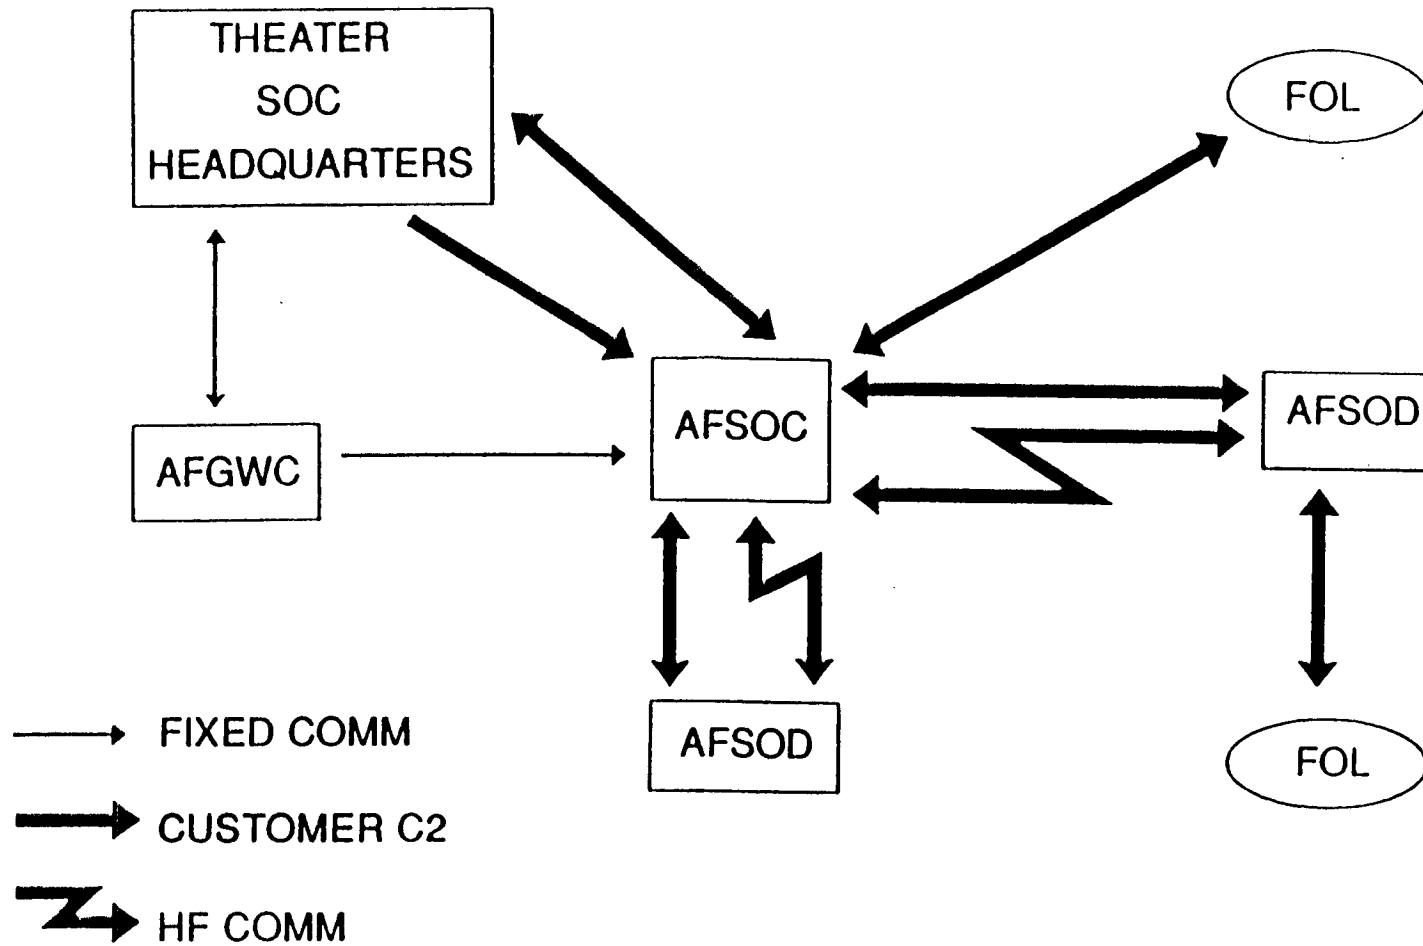 THEATER
SOC
HEADQUARTERS
FOL
AFSOC
AFSOD
AFGWC
AFSOD
FOL
FIXED COMM
CUSTOMER C2
HF COMM